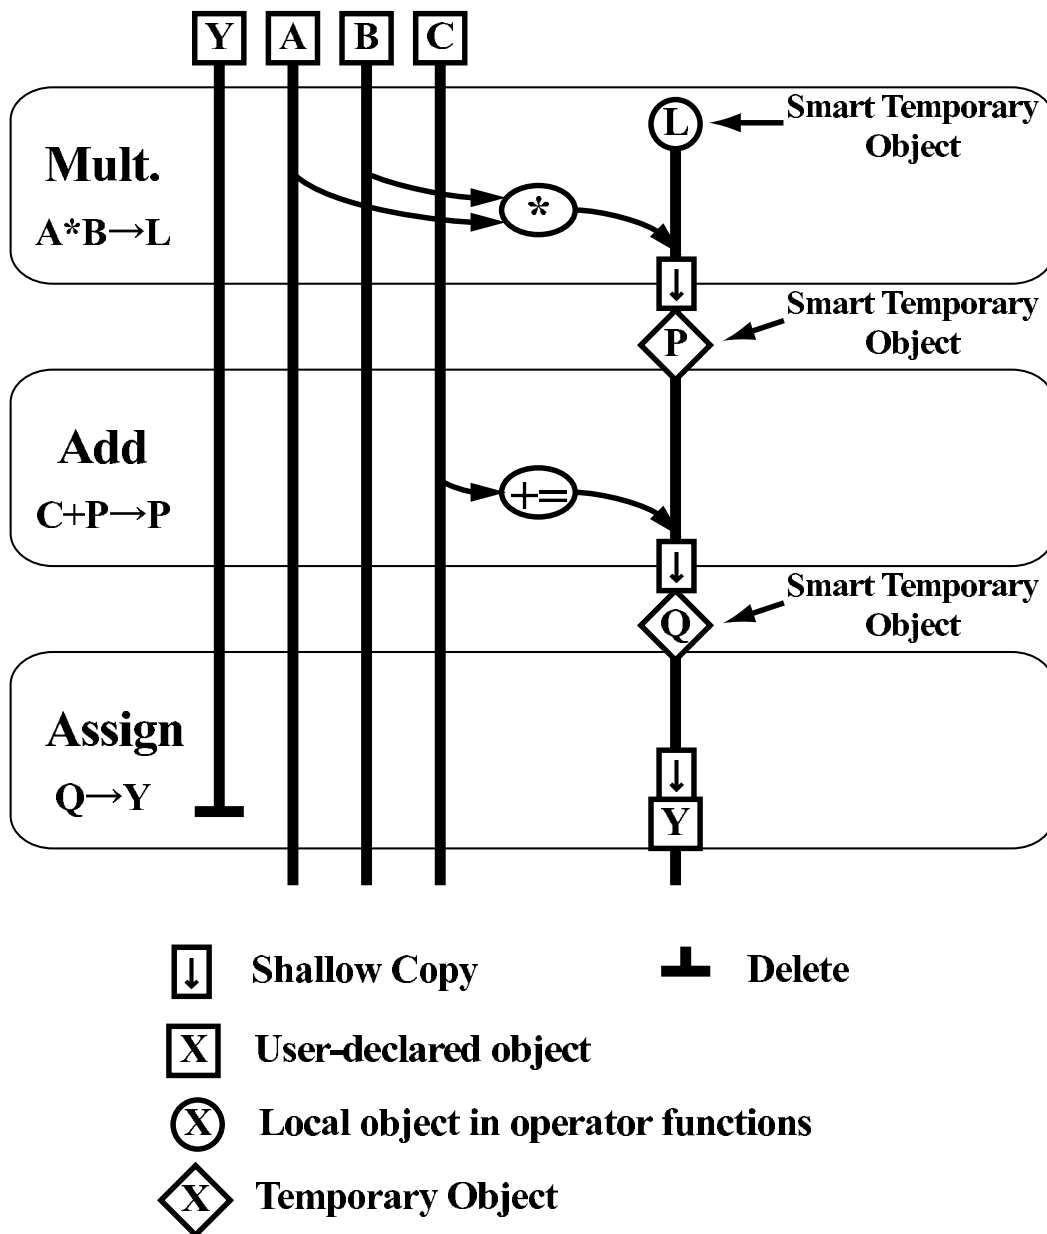 Y A B C
L
Smart Temporary
Object
Mult.
A*B→L
*
↓
P
Smart Temporary
Object
Add
C+P→P
+=
↓
Q
Smart Temporary
Object
Assign
Q→Y
↓
Y
↓ Shallow Copy
Delete
X User-declared object
X Local object in operator functions
X Temporary Object